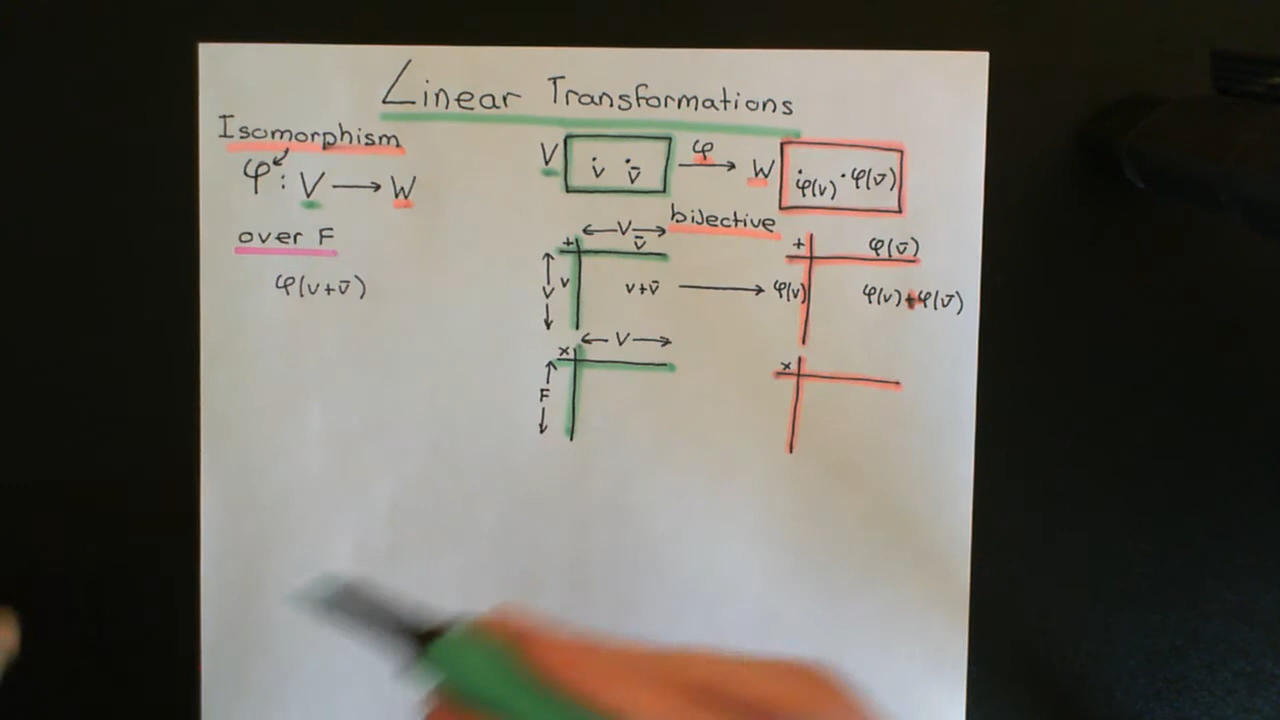 Linear Transformations
Isomorphism
φ: V → W
over F
φ(v+v̄)
V
v v̄
φ
W
φ(v) φ(v̄)
bijective
← V →
+ v̄
V
v
v+v̄
+ φ(v̄)
φ(v)
φ(v)+φ(v̄)
← V →
×
F
×